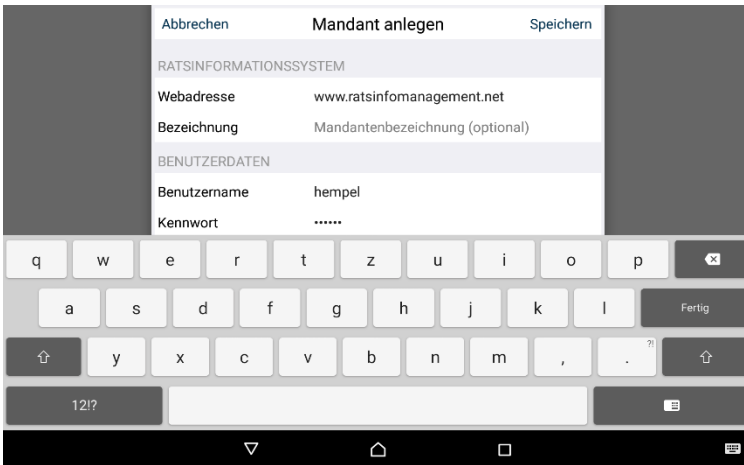 Abbrechen Mandant anlegen Speichern
RATSINFORMATIONSSYSTEM
Webadresse www.ratsinfomanagement.net
Bezeichnung Mandantenbezeichnung (optional)
BENUTZERDATEN
Benutzername hempel
Kennwort ••••••
q w e r t z u i o p
a s d f g h j k l Fertig
y x c v b n m , . ?!
12!?